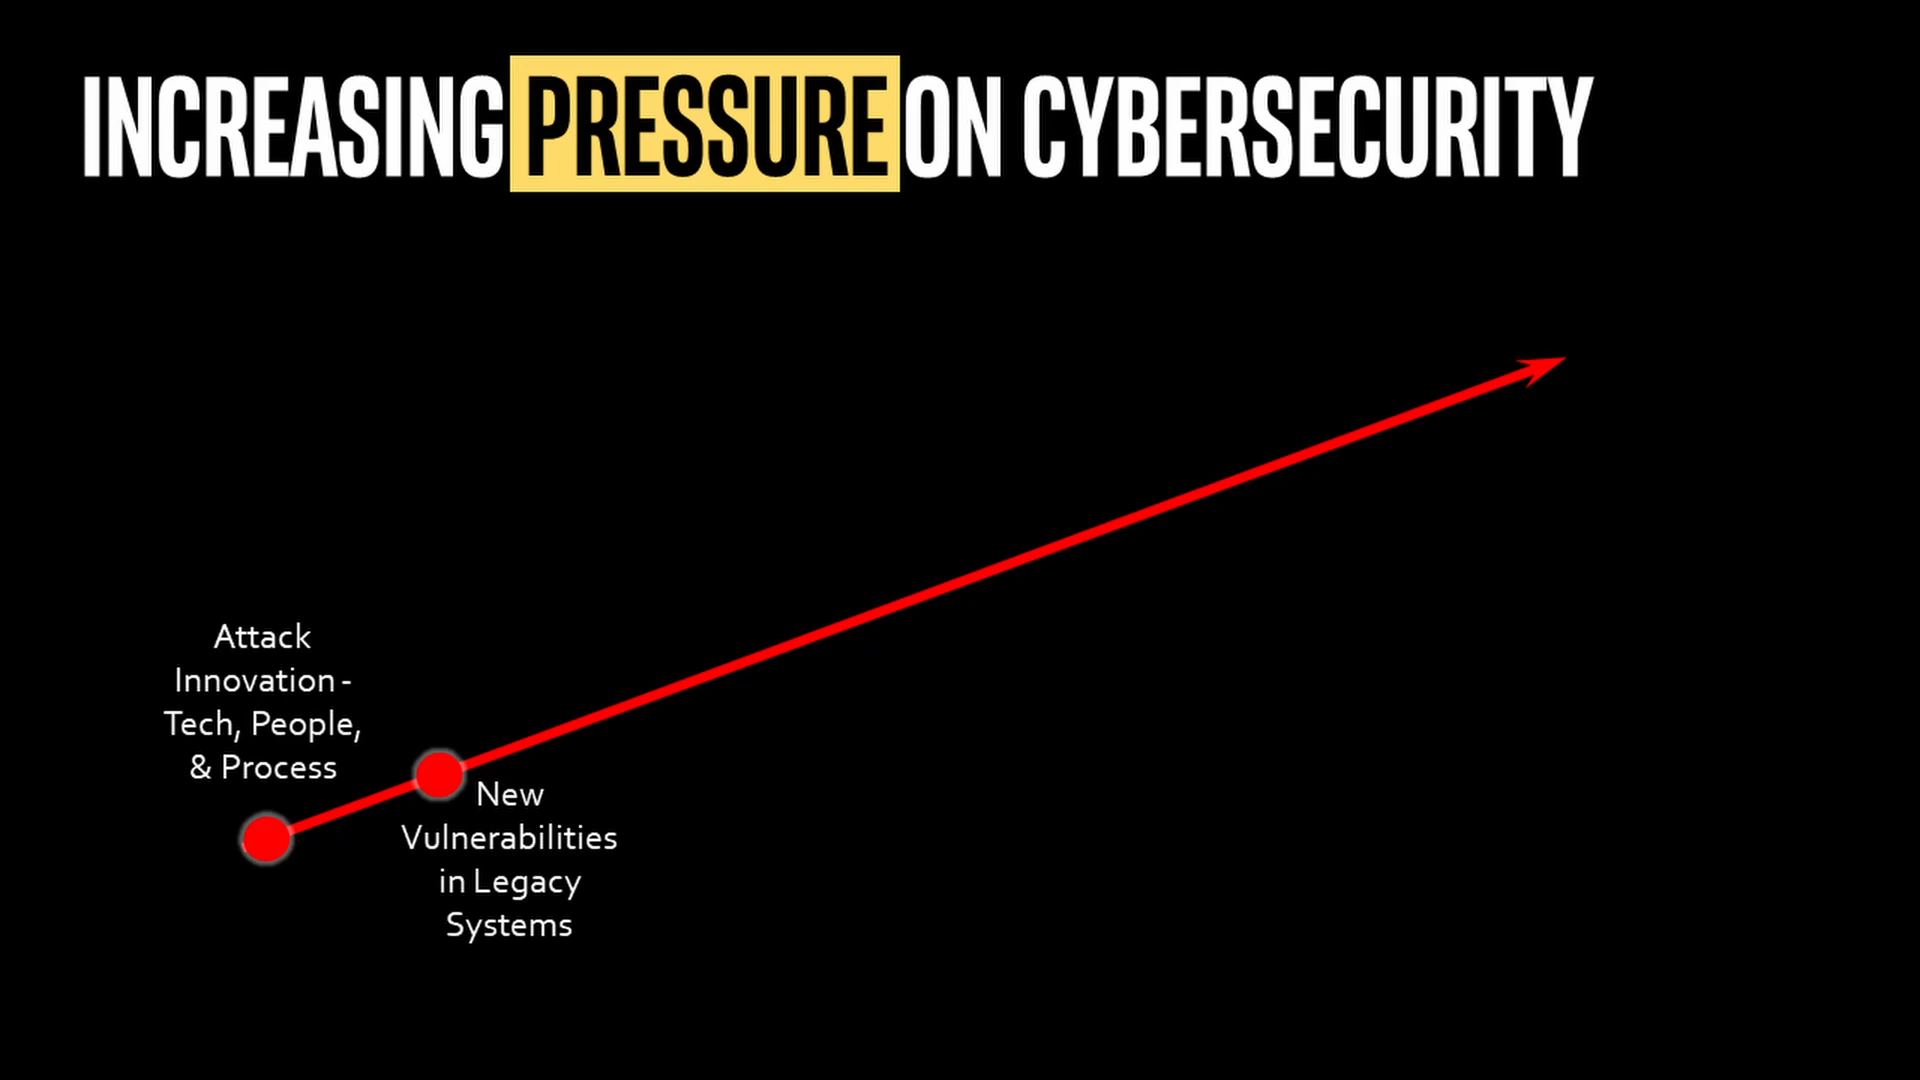 INCREASING PRESSURE ON CYBERSECURITY
Attack
Innovation -
Tech, People,
& Process
New
Vulnerabilities
in Legacy
Systems